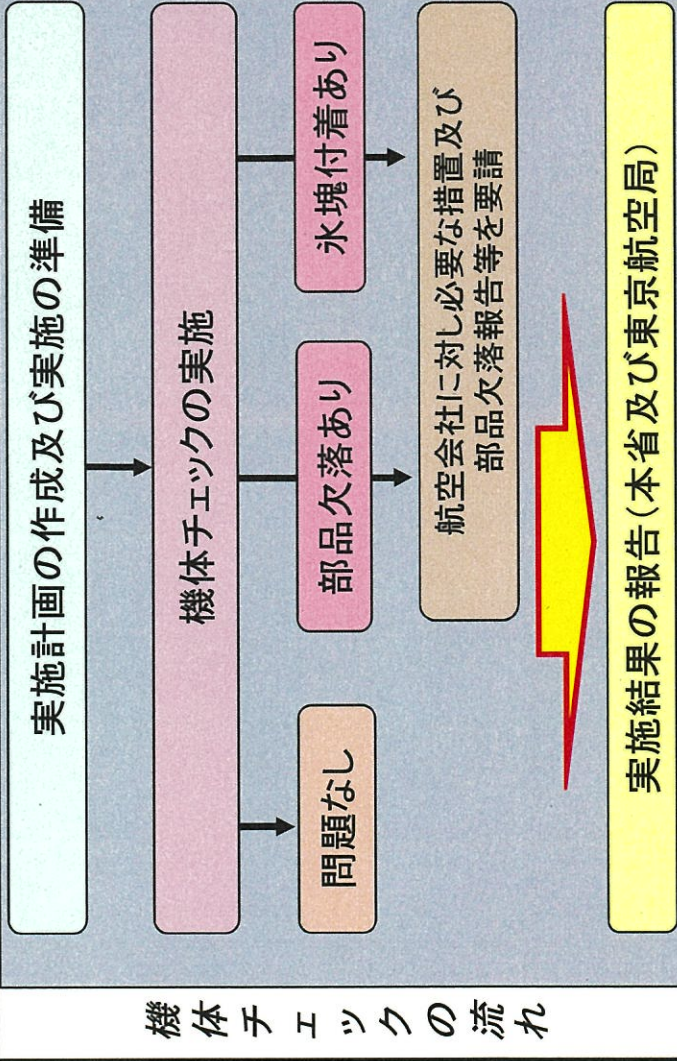 機体チェックの流れ
実施計画の作成及び実施の準備
機体チェックの実施
問題なし
部品欠落あり
氷塊付着あり
航空会社に対し必要な措置及び
部品欠落報告等を要請
実施結果の報告(本省及び東京航空局)